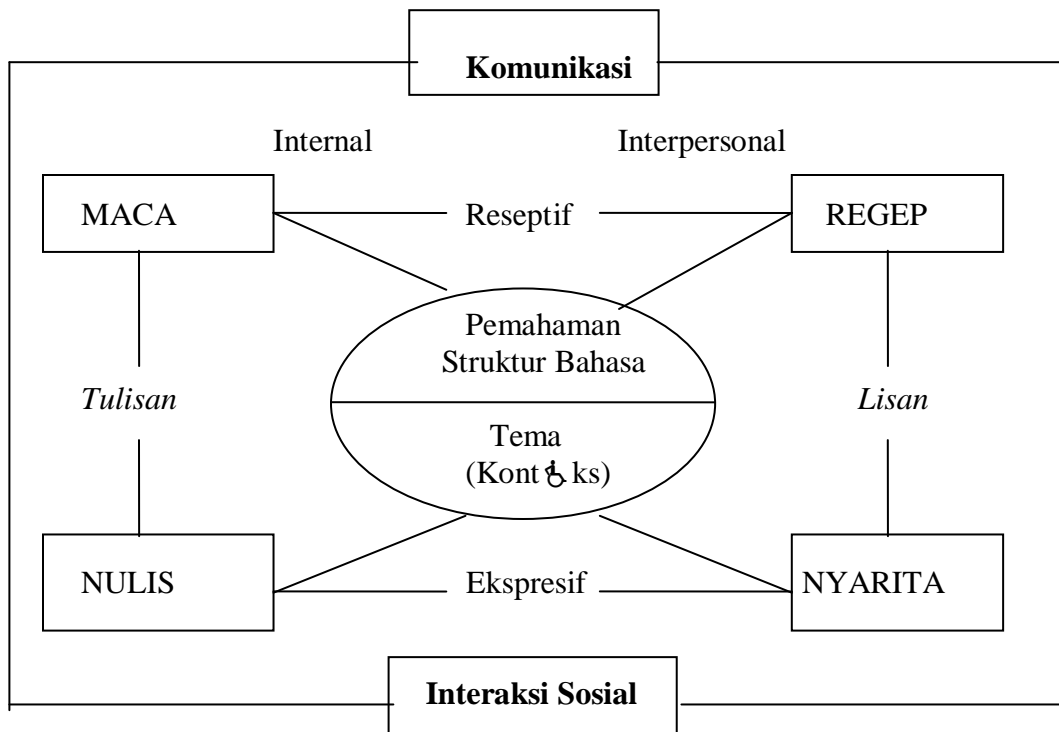 Komunikasi
Internal Interpersonal
MACA Reseptif REGEP
Pemahaman
Struktur Bahasa
Tulisan Lisan
Tema
(Kont♿ks)
NULIS Ekspresif NYARITA
Interaksi Sosial